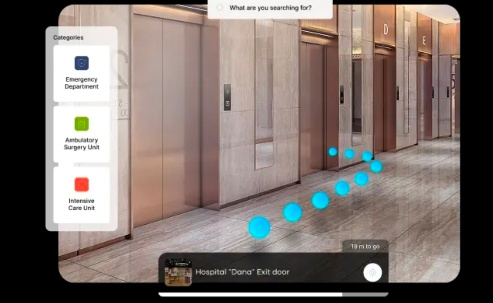 What are you searching for?
Categories
Emergency
Department
Ambulatory
Surgery Unit
Intensive
Care Unit
D
E
19 m to go
Hospital "Dana" Exit door